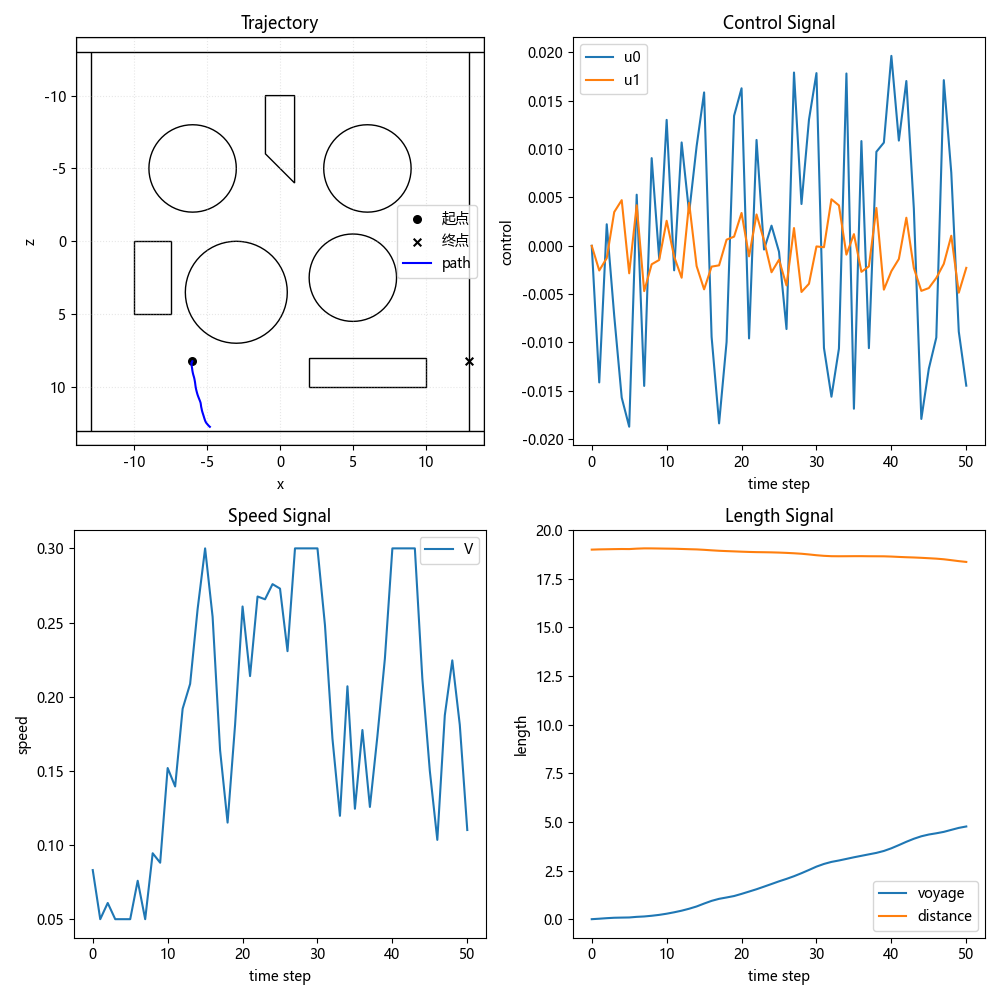 Trajectory
-10
-5
0
5
10
z
-10
-5
0
5
10
x
起点
终点
path
Control Signal
0.020
0.015
0.010
0.005
0.000
-0.005
-0.010
-0.015
-0.020
control
0
10
20
30
40
50
time step
u0
u1
Speed Signal
0.30
0.25
0.20
0.15
0.10
0.05
speed
0
10
20
30
40
50
time step
V
Length Signal
20.0
17.5
15.0
12.5
10.0
7.5
5.0
2.5
0.0
length
0
10
20
30
40
50
time step
voyage
distance